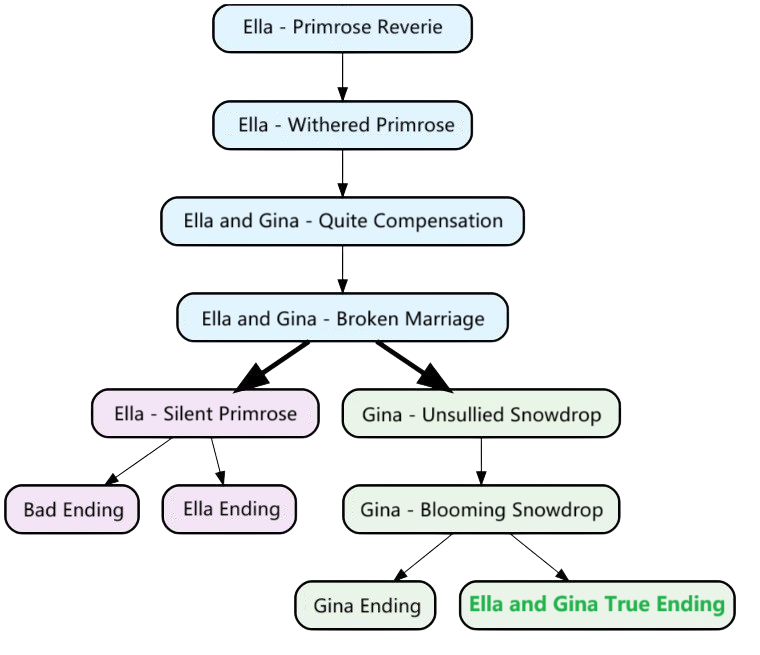 Ella - Primrose Reverie
Ella - Withered Primrose
Ella and Gina - Quite Compensation
Ella and Gina - Broken Marriage
Ella - Silent Primrose
Gina - Unsullied Snowdrop
Bad Ending
Ella Ending
Gina - Blooming Snowdrop
Gina Ending
Ella and Gina True Ending